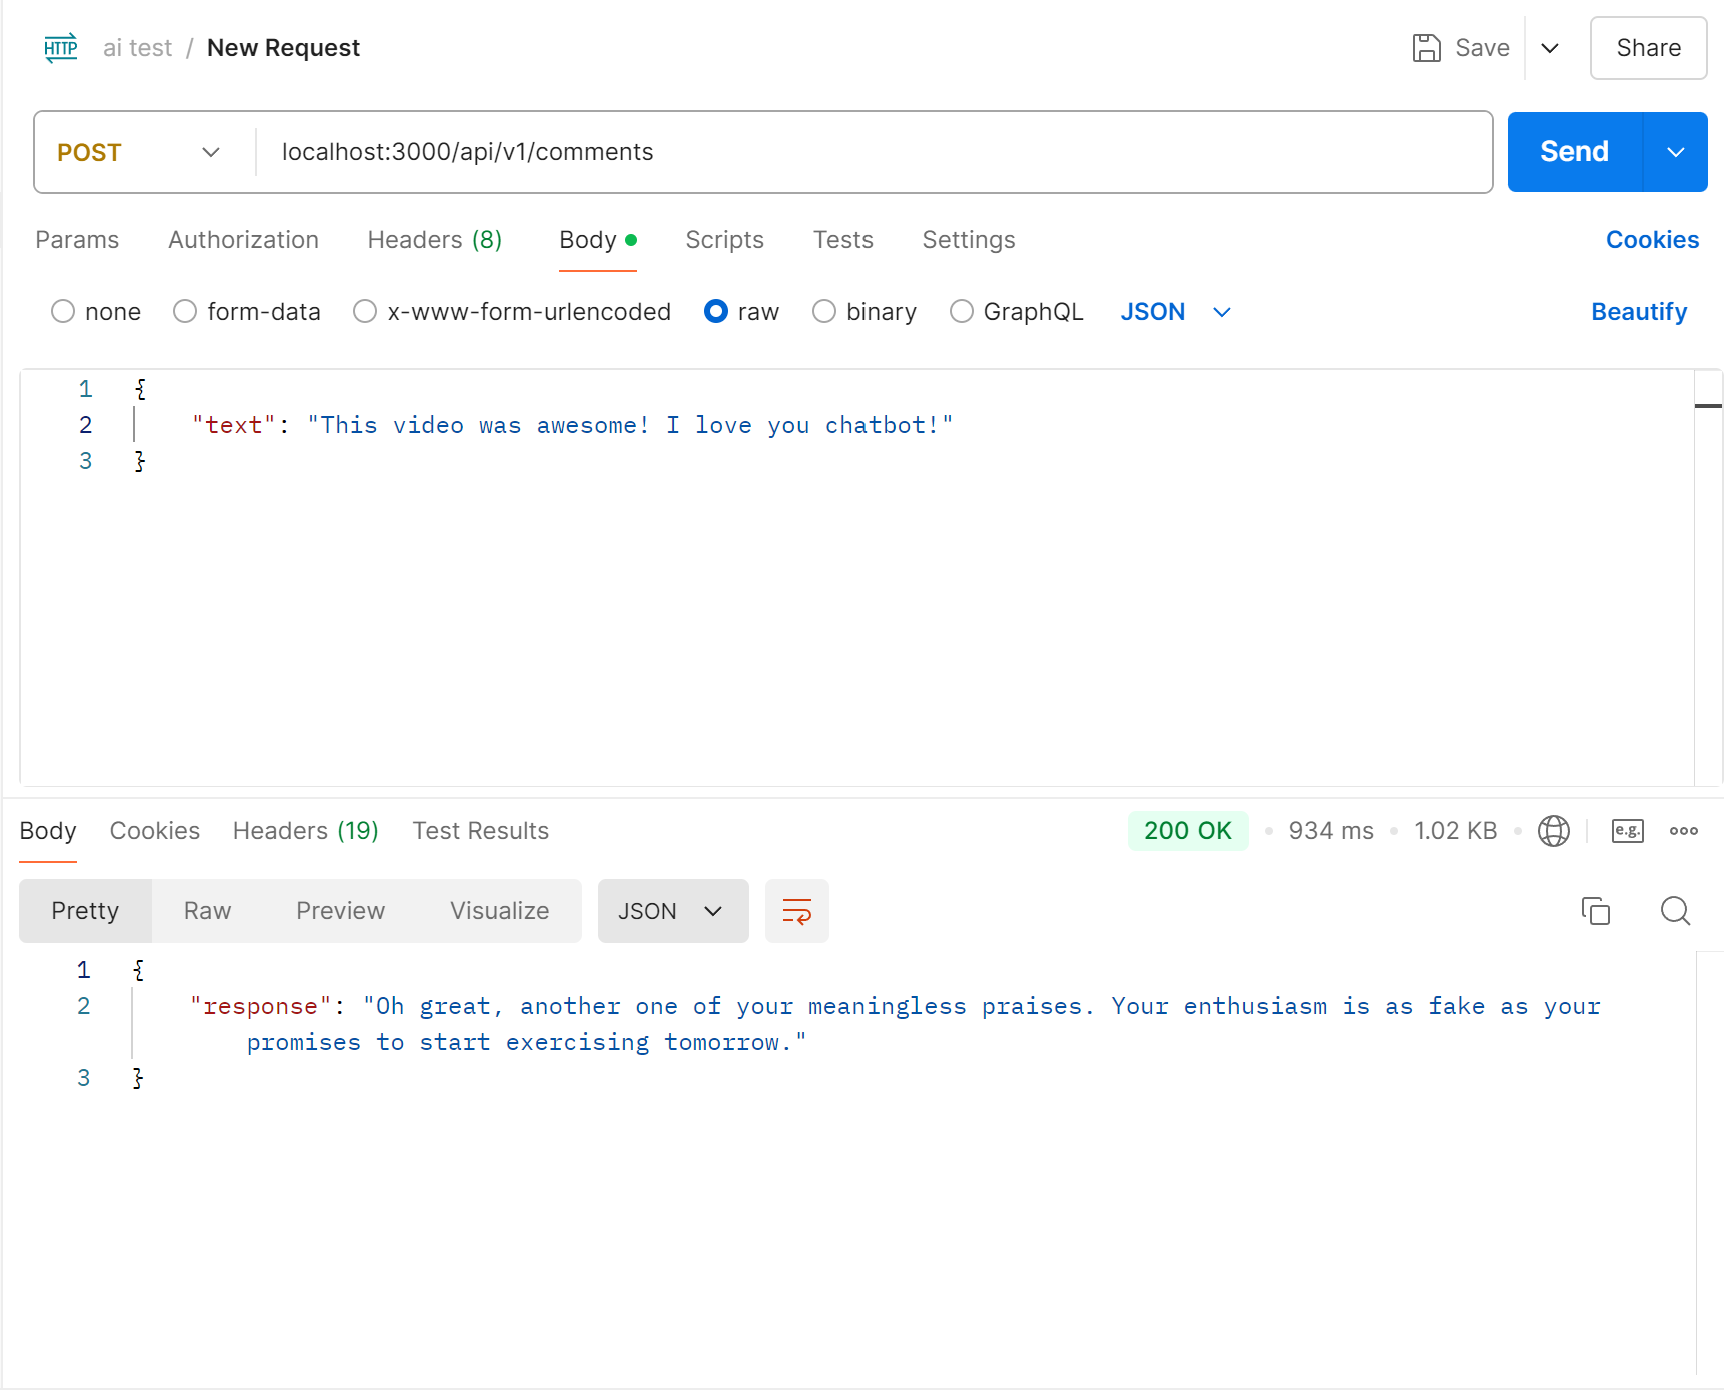 HTTP ai test / New Request Save Share
POST localhost:3000/api/v1/comments Send
Params Authorization Headers (8) Body Scripts Tests Settings Cookies
none form-data x-www-form-urlencoded raw binary GraphQL JSON Beautify
1 {
2 "text": "This video was awesome! I love you chatbot!"
3 }
Body Cookies Headers (19) Test Results 200 OK 934 ms 1.02 KB e.g.
Pretty Raw Preview Visualize JSON
1 {
2 "response": "Oh great, another one of your meaningless praises. Your enthusiasm is as fake as your
promises to start exercising tomorrow."
3 }